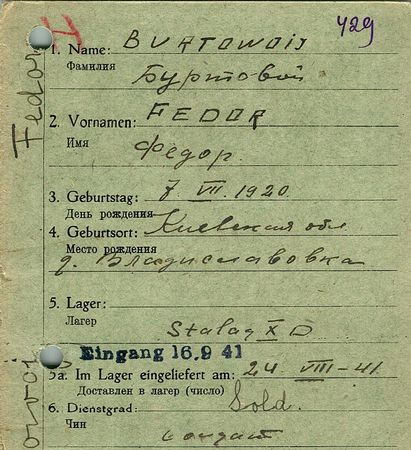 429
1. Name: BURTOWOIJ
Фамилия Буртовой
2. Vornamen: FEDOR
Имя Федор.
3. Geburtstag: 7 VII. 1920.
День рождения
4. Geburtsort: Киевская обл
Место рождения
д. Владиславовка
5. Lager:
Лагерь Stalag X D
Eingang 16.9 41
5a. Im Lager eingeliefert am: 24 VIII-41
Доставлен в лагерь (число)
6. Dienstgrad: Sold.
Чин солдат
Fedor